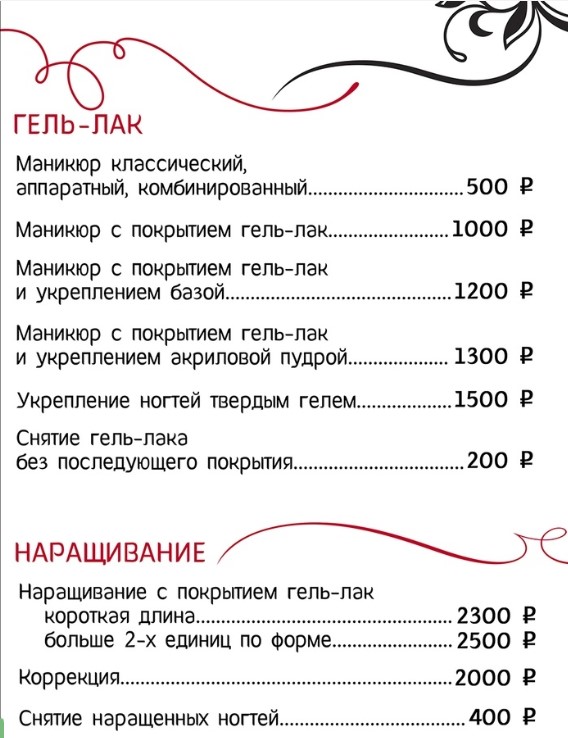 ГЕЛЬ-ЛАК
Маникюр классический,
аппаратный, комбинированный.............................500 ₽
Маникюр с покрытием гель-лак......................1000 ₽
Маникюр с покрытием гель-лак
и укреплением базой..........................................1200 ₽
Маникюр с покрытием гель-лак
и укреплением акриловой пудрой..................1300 ₽
Укрепление ногтей твердым гелем.................1500 ₽
Снятие гель-лака
без последующего покрытия...............................200 ₽
НАРАЩИВАНИЕ
Наращивание с покрытием гель-лак
короткая длина...............................................2300 ₽
больше 2-х единиц по форме......................2500 ₽
Коррекция.............................................................2000 ₽
Снятие наращенных ногтей..................................400 ₽